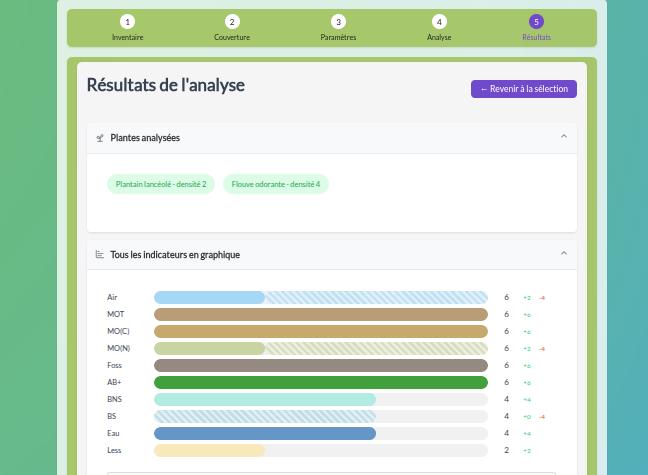 1 2 3 4 5
Inventaire Couverture Paramètres Analyse Résultats
Résultats de l'analyse
← Revenir à la sélection
Plantes analysées
Plantain lancéolé - densité 2 Flouve odorante - densité 4
Tous les indicateurs en graphique
Air 6 +2 -4
MOT 6 +6
MO(C) 6 +6
MO(N) 6 +2 -4
Foss 6 +6
AB+ 6 +6
BNS 4 +4
BS 4 +0 -4
Eau 4 +4
Less 2 +2